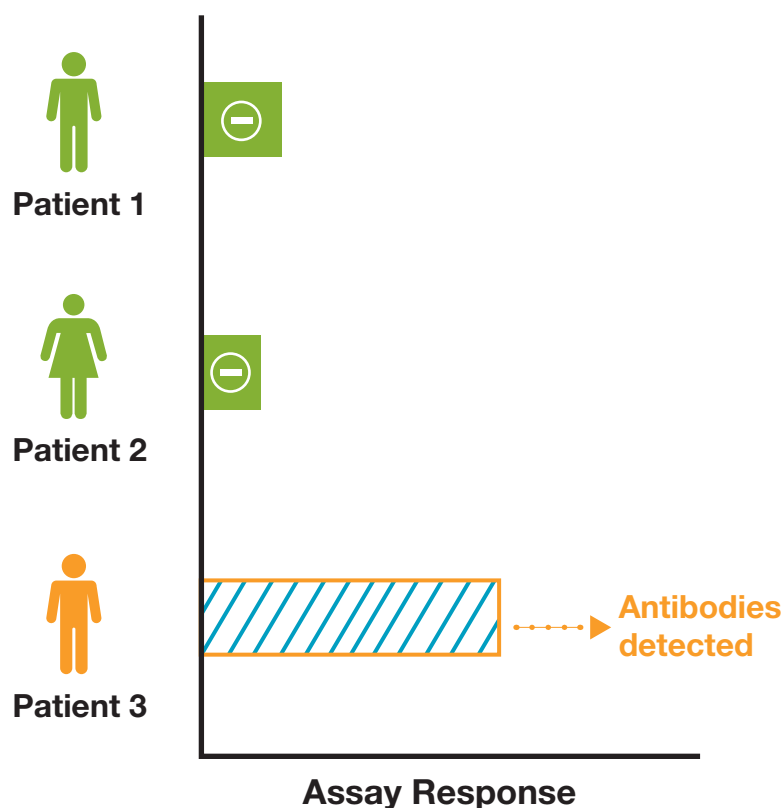 Patient 1
Patient 2
Antibodies
detected
Patient 3
Assay Response